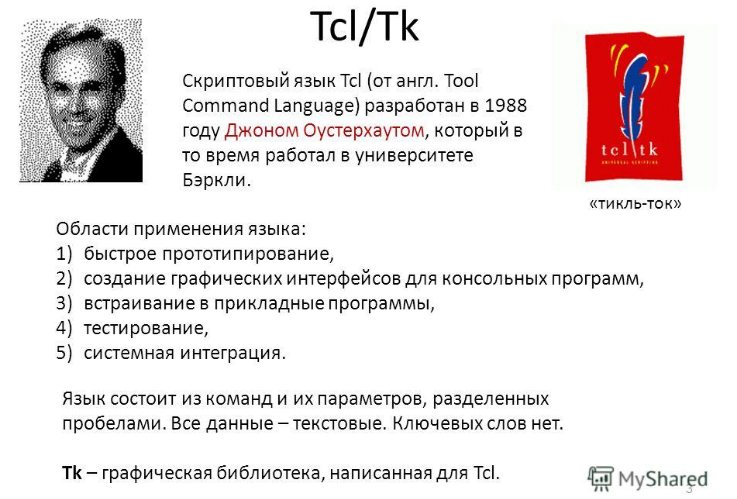 Tcl/Tk
Скриптовый язык Tcl (от англ. Tool
Command Language) разработан в 1988
году Джоном Оустерхаутом, который в
то время работал в университете
Бэркли.
tcl tk
UNIVERSAL SCRIPTING
«тикль-ток»
Области применения языка:
1) быстрое прототипирование,
2) создание графических интерфейсов для консольных программ,
3) встраивание в прикладные программы,
4) тестирование,
5) системная интеграция.
Язык состоит из команд и их параметров, разделенных
пробелами. Все данные – текстовые. Ключевых слов нет.
Tk – графическая библиотека, написанная для Tcl.
MyShared
3